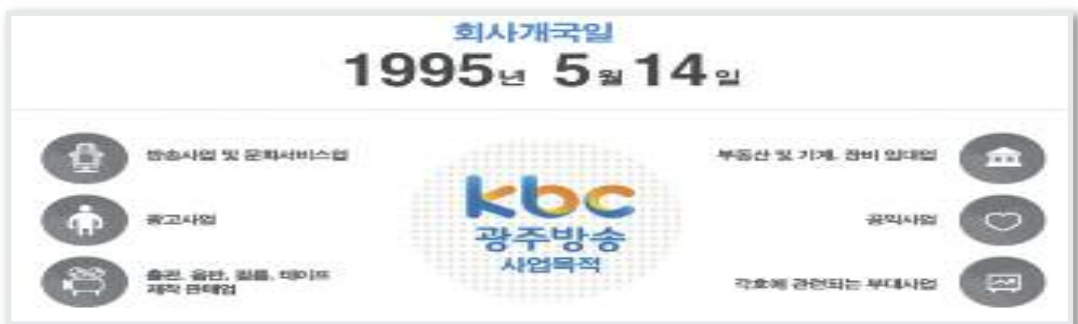 회사개국일
1995년 5월 14일
방송사업 및 문화서비스업
광고사업
출판, 음반, 필름, 테이프
제작 판매업
kbc
광주방송
사업목적
부동산 및 기계, 장비 임대업
공익사업
각호에 관련되는 부대사업